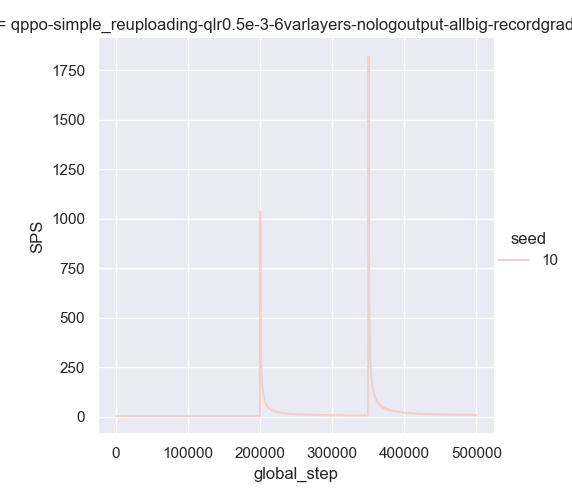 = qppo-simple_reuploading-qlr0.5e-3-6varlayers-nologoutput-allbig-recordgrad
1750
1500
1250
1000
750
500
250
0
SPS
0 100000 200000 300000 400000 500000
global_step
seed
10